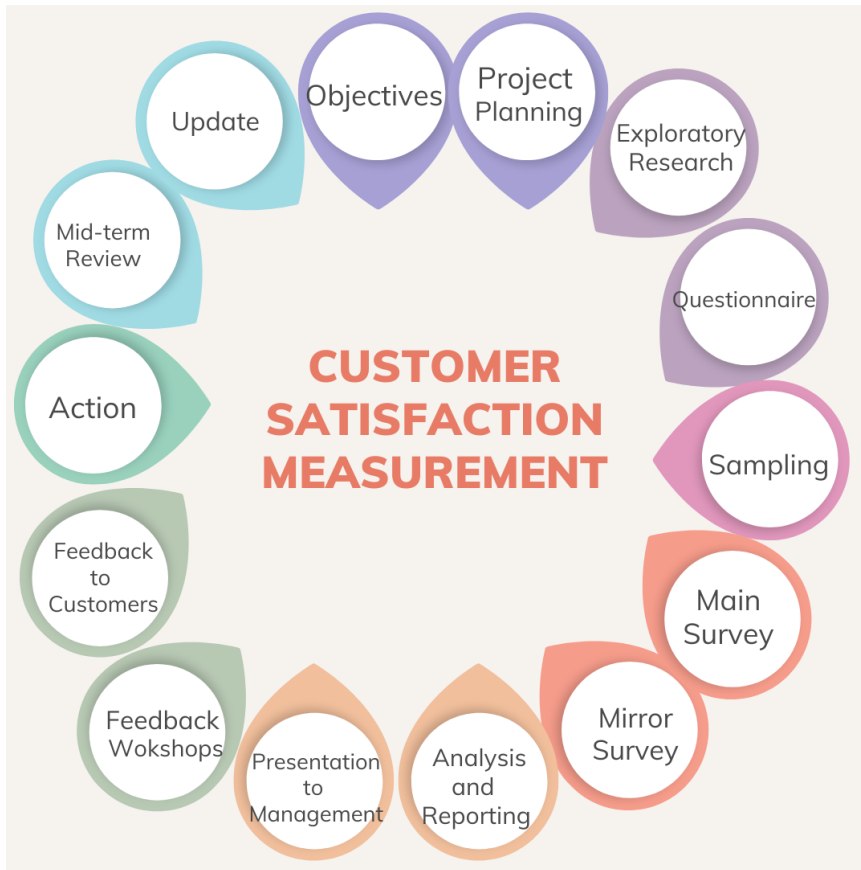 CUSTOMER
SATISFACTION
MEASUREMENT
Objectives
Project
Planning
Exploratory
Research
Questionnaire
Sampling
Main
Survey
Mirror
Survey
Analysis
and
Reporting
Presentation
to
Management
Feedback
Wokshops
Feedback
to
Customers
Action
Mid-term
Review
Update